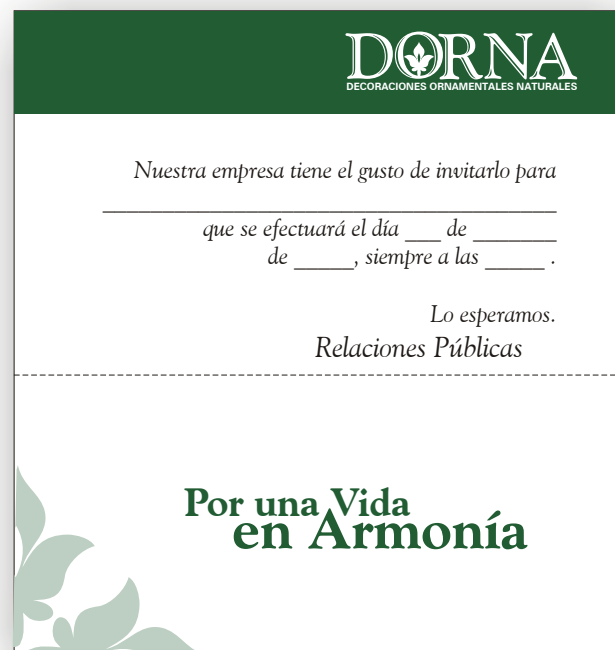 DORNA
DECORACIONES ORNAMENTALES NATURALES
Nuestra empresa tiene el gusto de invitarlo para
______________________________________
que se efectuará el día ___ de _______
de _____, siempre a las _____ .
Lo esperamos.
Relaciones Públicas
Por una Vida
en Armonía